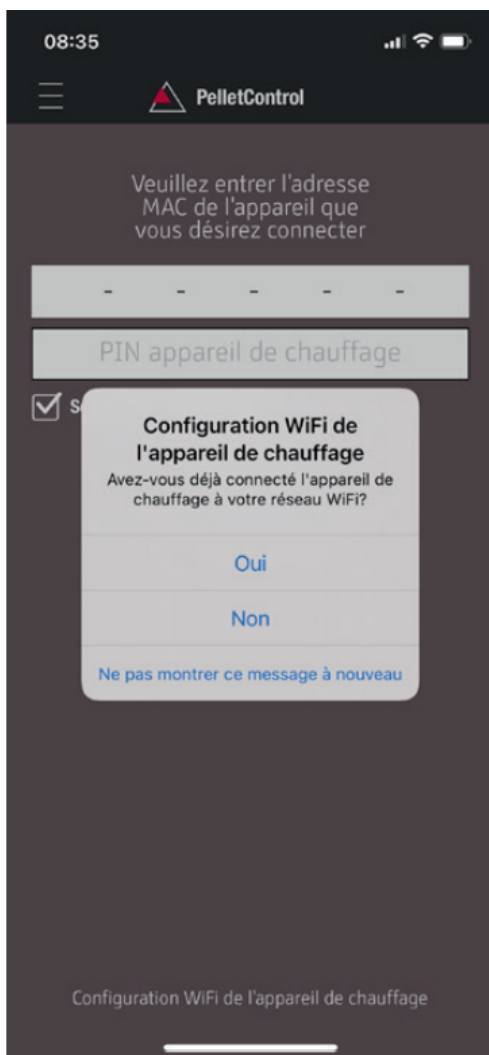 08:35
PelletControl
Veuillez entrer l'adresse
MAC de l'appareil que
vous désirez connecter
- - - - -
PIN appareil de chauffage
Configuration WiFi de
l'appareil de chauffage
Avez-vous déjà connecté l'appareil de
chauffage à votre réseau WiFi?
Oui
Non
Ne pas montrer ce message à nouveau
Configuration WiFi de l'appareil de chauffage